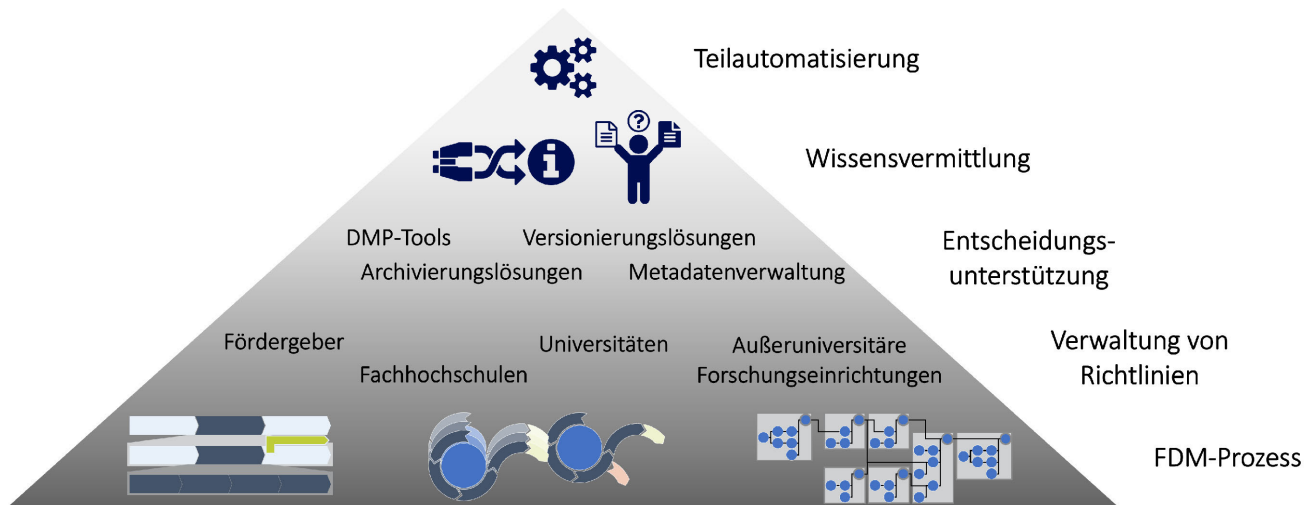 Teilautomatisierung
?
i
Wissensvermittlung
DMP-Tools
Versionierungslösungen
Archivierungslösungen
Metadatenverwaltung
Entscheidungs-
unterstützung
Fördergeber
Universitäten
Außeruniversitäre
Fachhochschulen
Forschungseinrichtungen
Verwaltung von
Richtlinien
FDM-Prozess